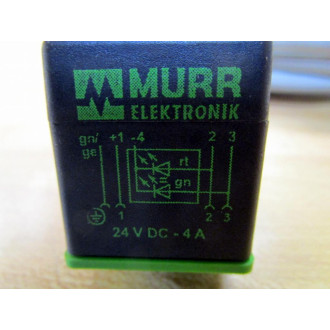 MURR
ELEKTRONIK
gn/ +1 -4 2 3
ge rt
gn
1 2 3
24 V DC - 4 A